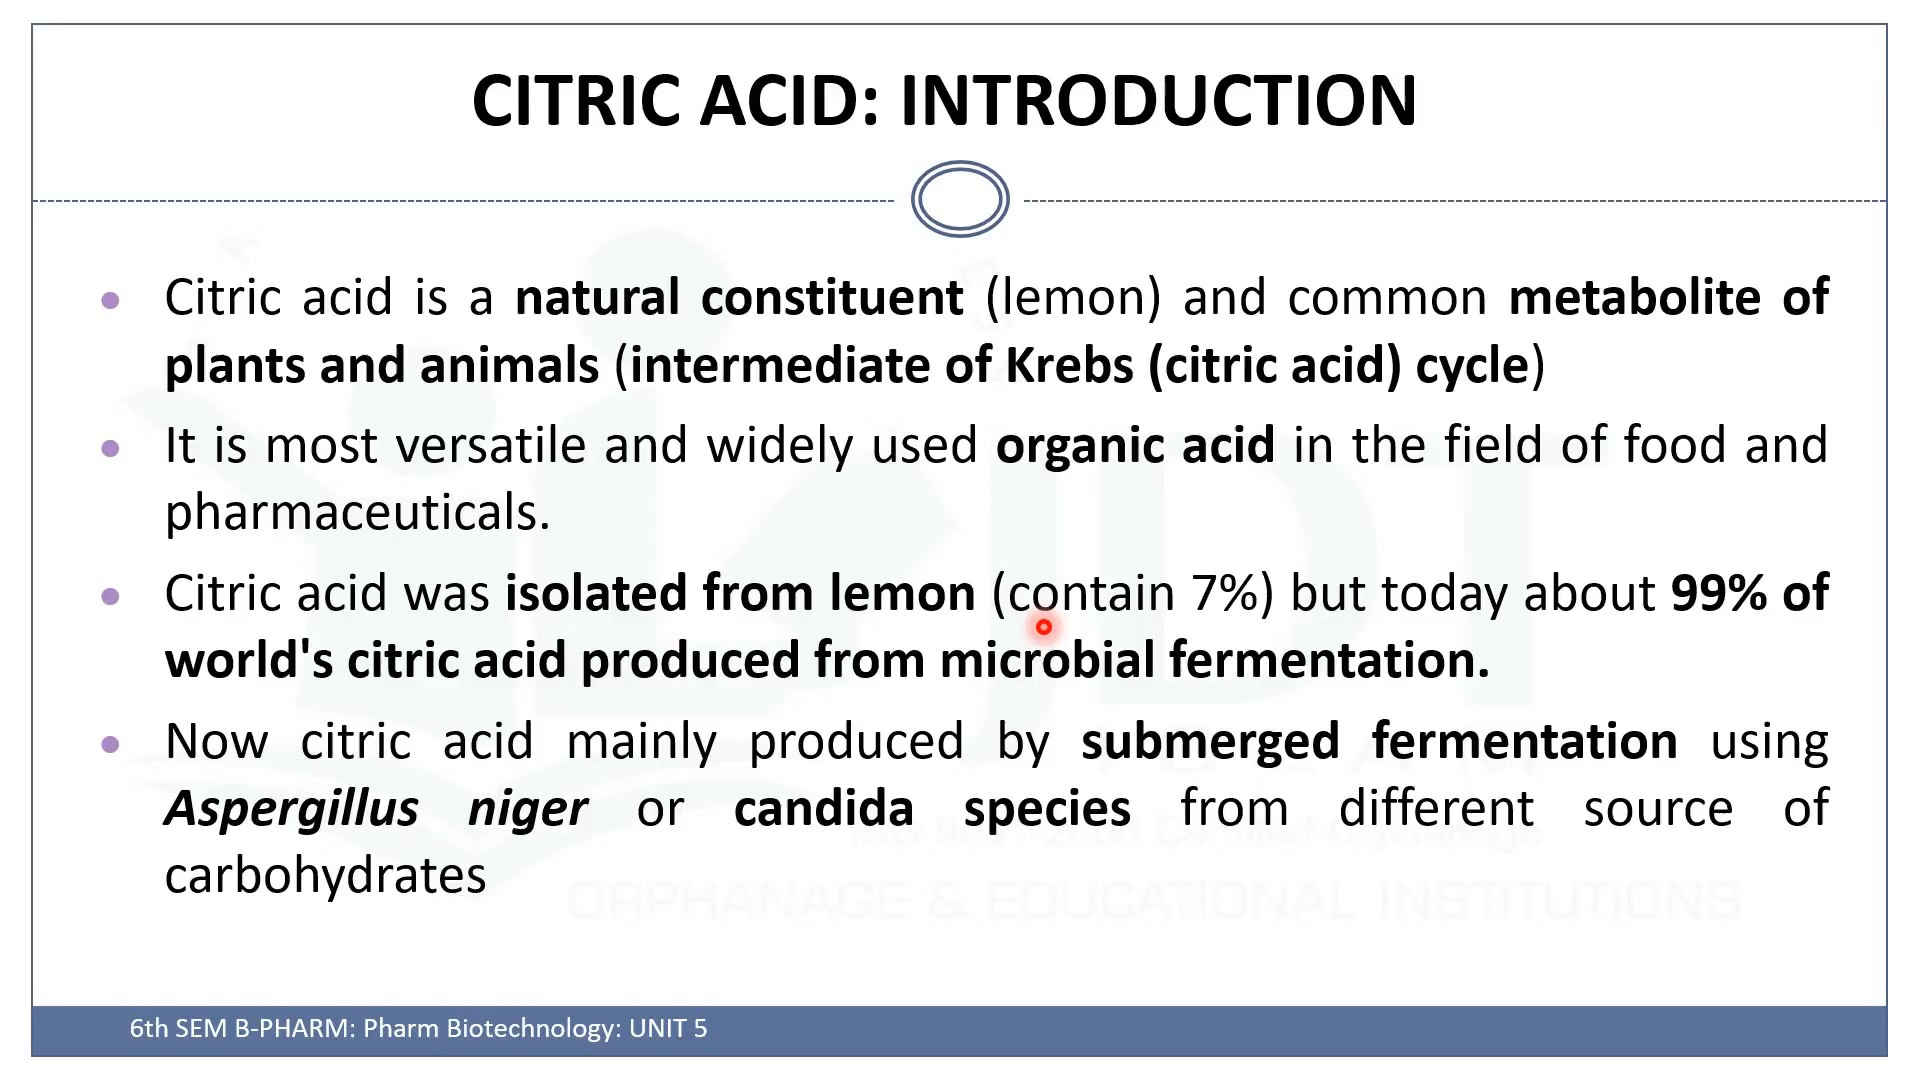 CITRIC ACID: INTRODUCTION
Citric acid is a natural constituent (lemon) and common metabolite of
plants and animals (intermediate of Krebs (citric acid) cycle)
It is most versatile and widely used organic acid in the field of food and
pharmaceuticals.
Citric acid was isolated from lemon (contain 7%) but today about 99% of
world's citric acid produced from microbial fermentation.
Now citric acid mainly produced by submerged fermentation using
Aspergillus niger or candida species from different source of
carbohydrates
JDT
ORPHANAGE & EDUCATIONAL INSTITUTIONS
6th SEM B-PHARM: Pharm Biotechnology: UNIT 5